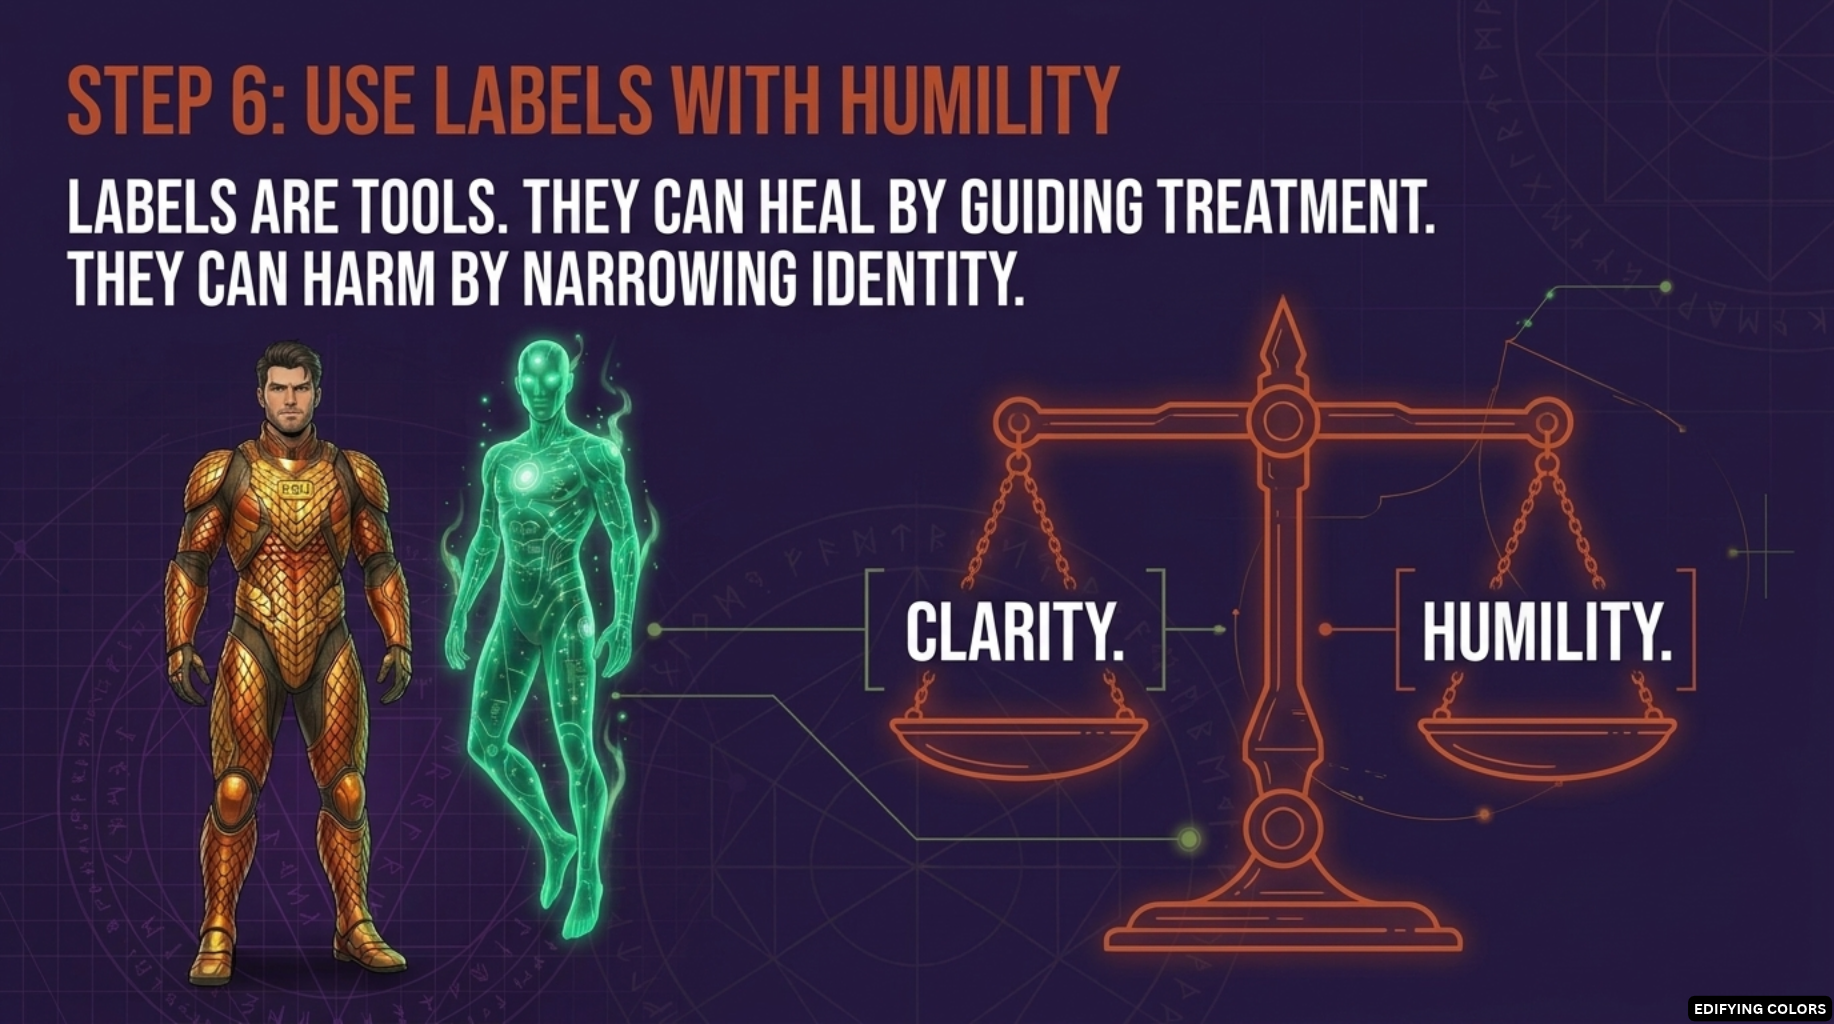 STEP 6: USE LABELS WITH HUMILITY
LABELS ARE TOOLS. THEY CAN HEAL BY GUIDING TREATMENT.
THEY CAN HARM BY NARROWING IDENTITY.
CLARITY.
HUMILITY.
EDIFYING COLORS